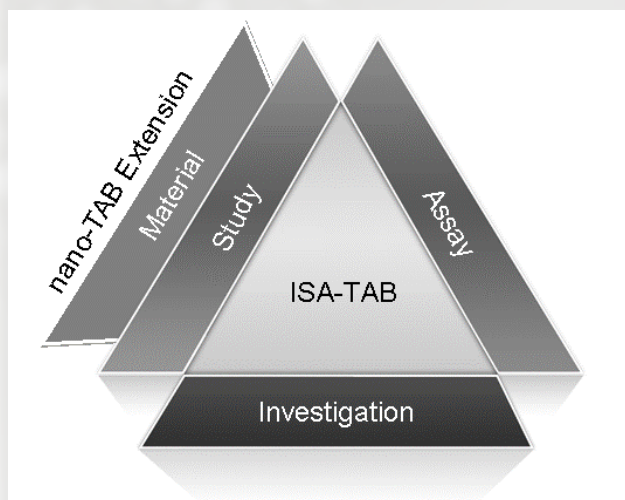 nano-TAB Extension
Material
Study
Assay
ISA-TAB
Investigation